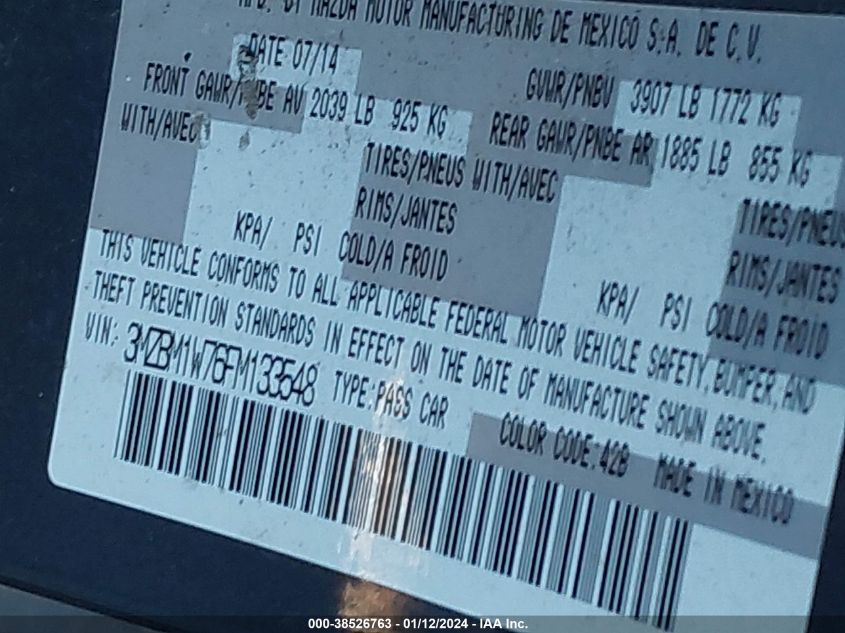 MFD. BY MAZDA MOTOR MANUFACTURING DE MEXICO S.A. DE C.V.
DATE 07/14 GVWR/PNBV 3907 LB 1772 KG
FRONT GAWR/PNBE AV 2039 LB 925 KG REAR GAWR/PNBE AR 1885 LB 855 KG
WITH/AVEC TIRES/PNEUS WITH/AVEC TIRES/PNEUS
RIMS/JANTES RIMS/JANTES
KPA/ PSI COLD/A FROID KPA/ PSI COLD/A FROID
THIS VEHICLE CONFORMS TO ALL APPLICABLE FEDERAL MOTOR VEHICLE SAFETY, BUMPER, AND
THEFT PREVENTION STANDARDS IN EFFECT ON THE DATE OF MANUFACTURE SHOWN ABOVE.
VIN: 3MZBM1W76FM133548 TYPE: PASS CAR
COLOR CODE: 42B MADE IN MEXICO
000-38526763 - 01/12/2024 - IAA Inc.